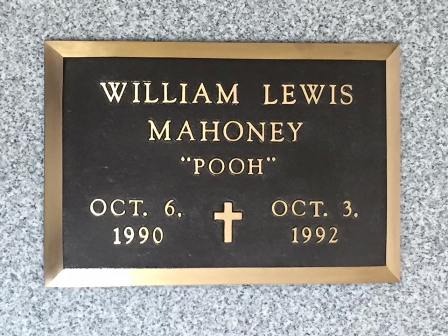 WILLIAM LEWIS
MAHONEY
"POOH"
OCT. 6, OCT. 3,
1990 1992